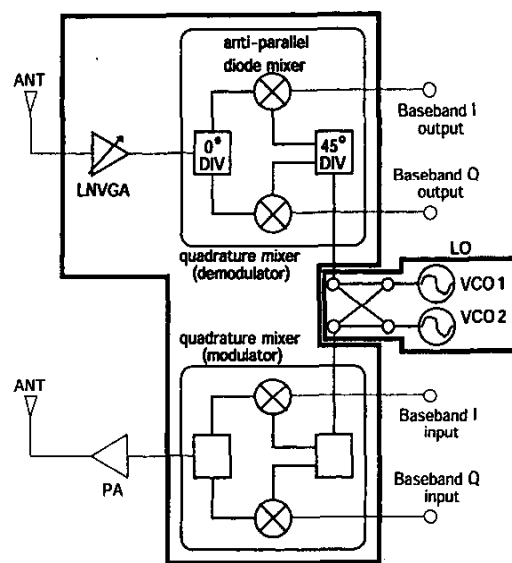 anti-parallel
diode mixer
ANT
LNVGA
0°
DIV
45°
DIV
Baseband I
output
Baseband Q
output
quadrature mixer
(demodulator)
LO
VCO 1
VCO 2
quadrature mixer
(modulator)
ANT
PA
Baseband I
input
Baseband Q
input